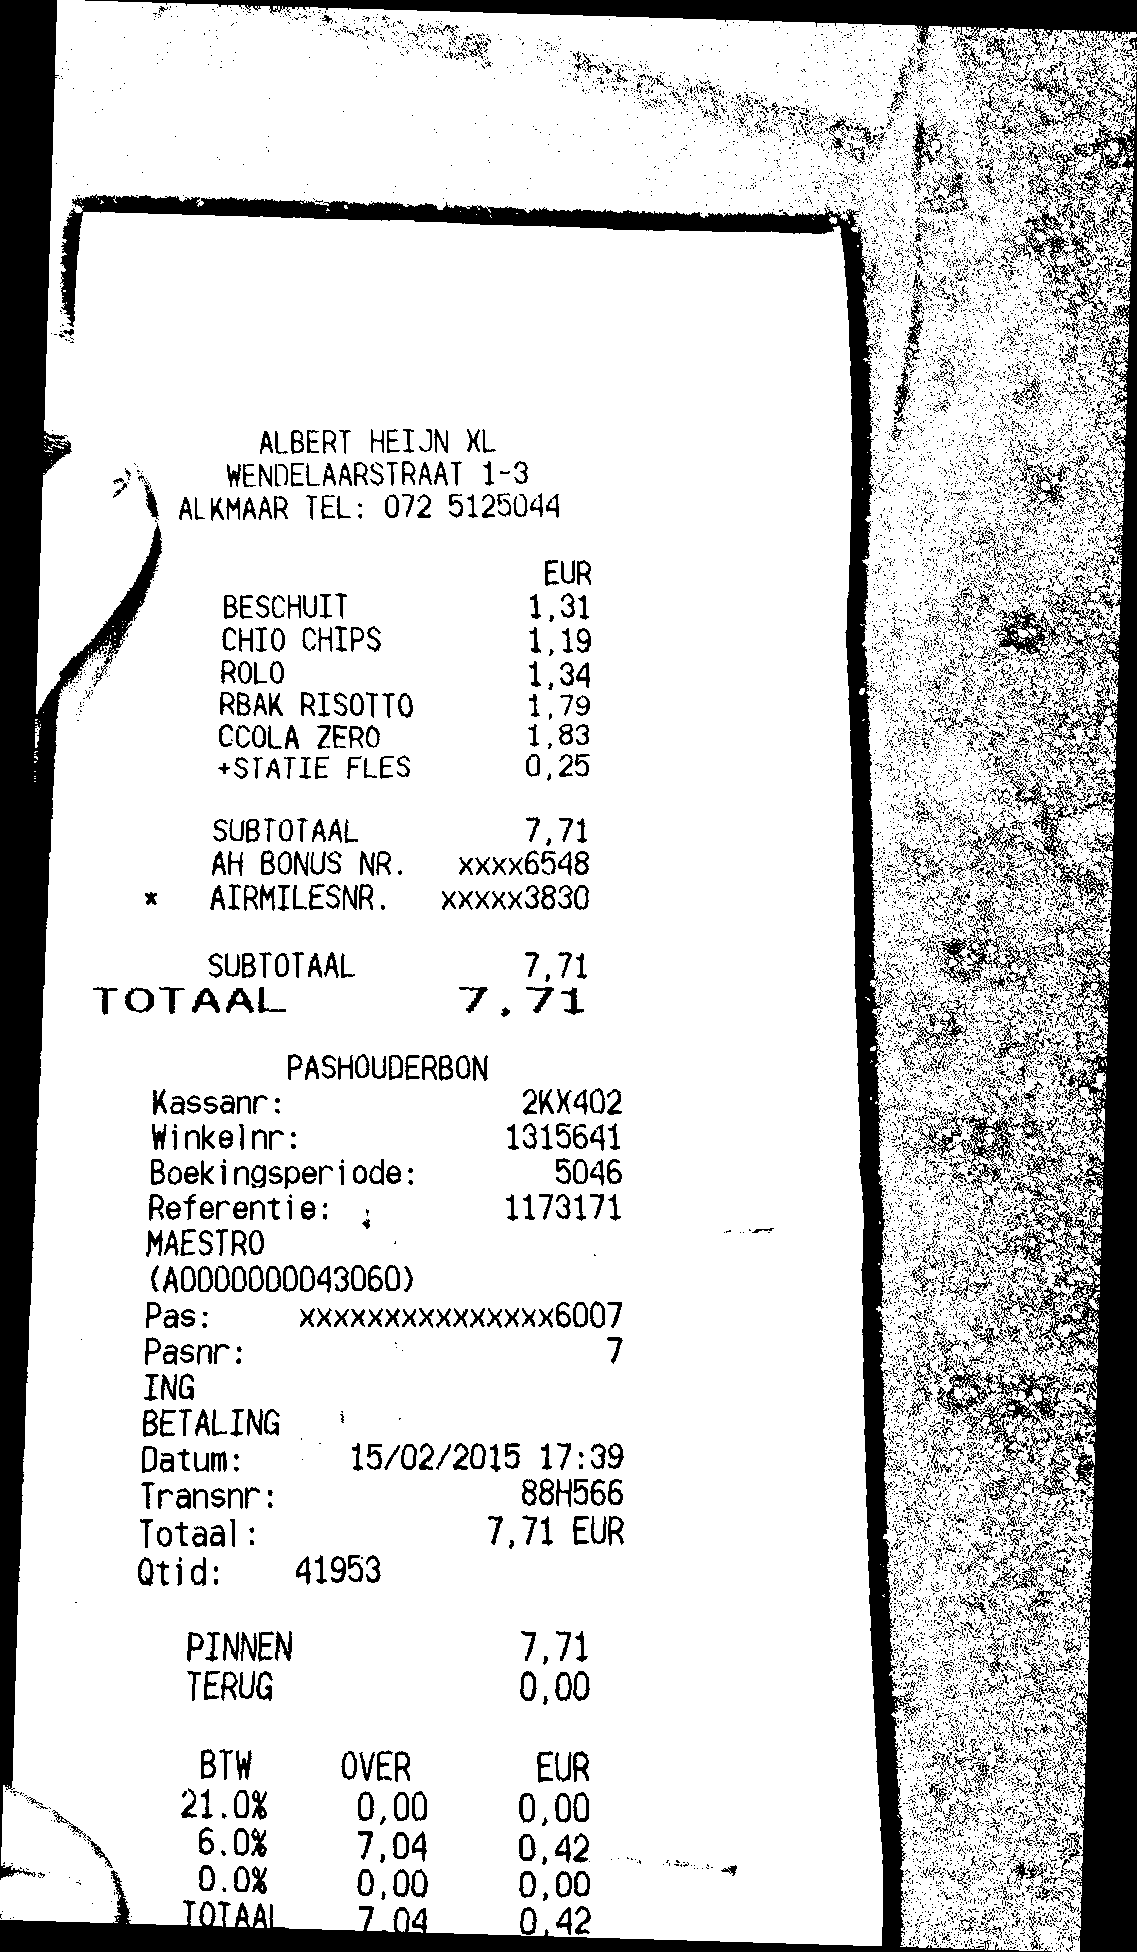 ALBERT HEIJN XL
WENDELAARSTRAAT 1-3
ALKMAAR TEL: 072 5125044
EUR
BESCHUIT 1,31
CHIO CHIPS 1,19
ROLO 1,34
RBAK RISOTTO 1,79
CCOLA ZERO 1,83
+STATIE FLES 0,25
SUBTOTAAL 7,71
AH BONUS NR. xxxx6548
* AIRMILESNR. xxxxx3830
SUBTOTAAL 7,71
TOTAAL 7,71
PASHOUDERBON
Kassanr: 2KX402
Winkelnr: 1315641
Boekingsperiode: 5046
Referentie: 1173171
MAESTRO
(A0000000043060)
Pas: xxxxxxxxxxxxxxx6007
Pasnr: 7
ING
BETALING
Datum: 15/02/2015 17:39
Transnr: 88H566
Totaal: 7,71 EUR
Qtid: 41953
PINNEN 7,71
TERUG 0,00
BTW OVER EUR
21.0% 0,00 0,00
6.0% 7,04 0,42
0.0% 0,00 0,00
TOTAAL 7,04 0,42